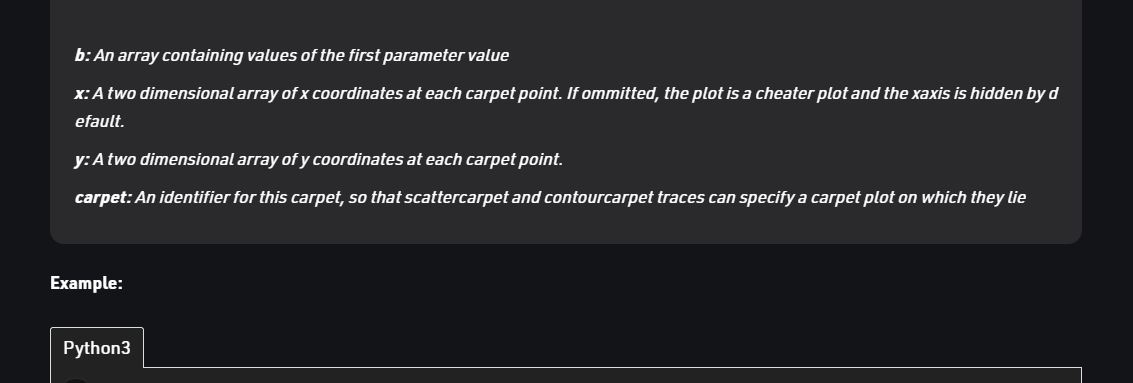 b: An array containing values of the first parameter value
x: A two dimensional array of x coordinates at each carpet point. If ommitted, the plot is a cheater plot and the xaxis is hidden by d
efault.
y: A two dimensional array of y coordinates at each carpet point.
carpet: An identifier for this carpet, so that scattercarpet and contourcarpet traces can specify a carpet plot on which they lie
Example:
Python3